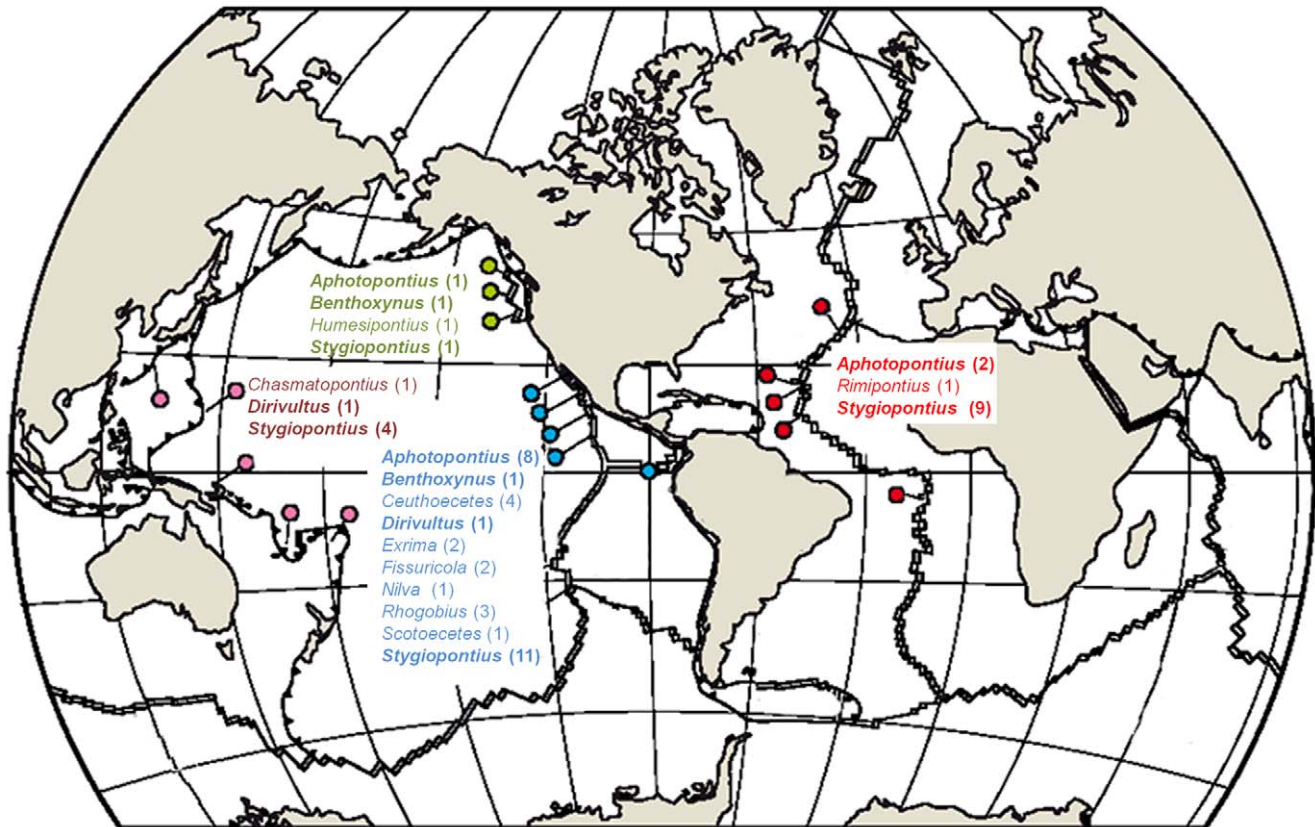 Aphotopontius (1)
Benthoxynus (1)
Humesipontius (1)
Stygiopontius (1)
Chasmatopontius (1)
Dirivultus (1)
Stygiopontius (4)
Aphotopontius (8)
Benthoxynus (1)
Ceuthoecetes (4)
Dirivultus (1)
Exrima (2)
Fissuricola (2)
Nilva (1)
Rhogobius (3)
Scotoecetes (1)
Stygiopontius (11)
Aphotopontius (2)
Rimipontius (1)
Stygiopontius (9)